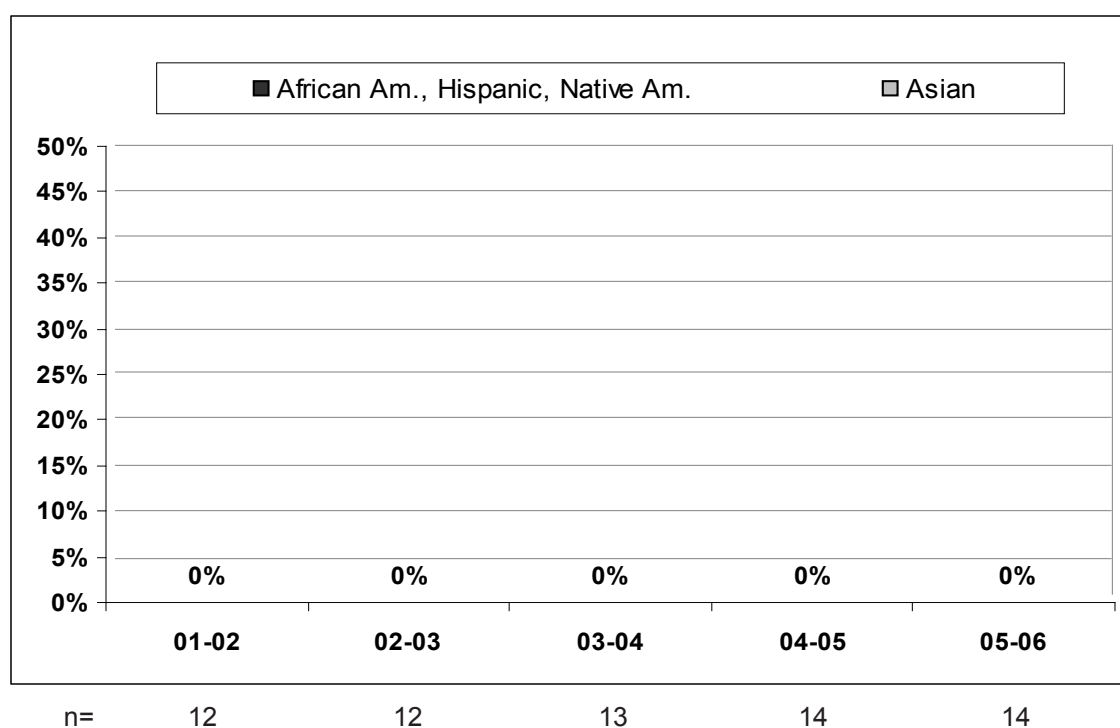 African Am., Hispanic, Native Am. Asian
50%
45%
40%
35%
30%
25%
20%
15%
10%
5%
0%
0% 0% 0% 0% 0%
01-02 02-03 03-04 04-05 05-06
n= 12 12 13 14 14